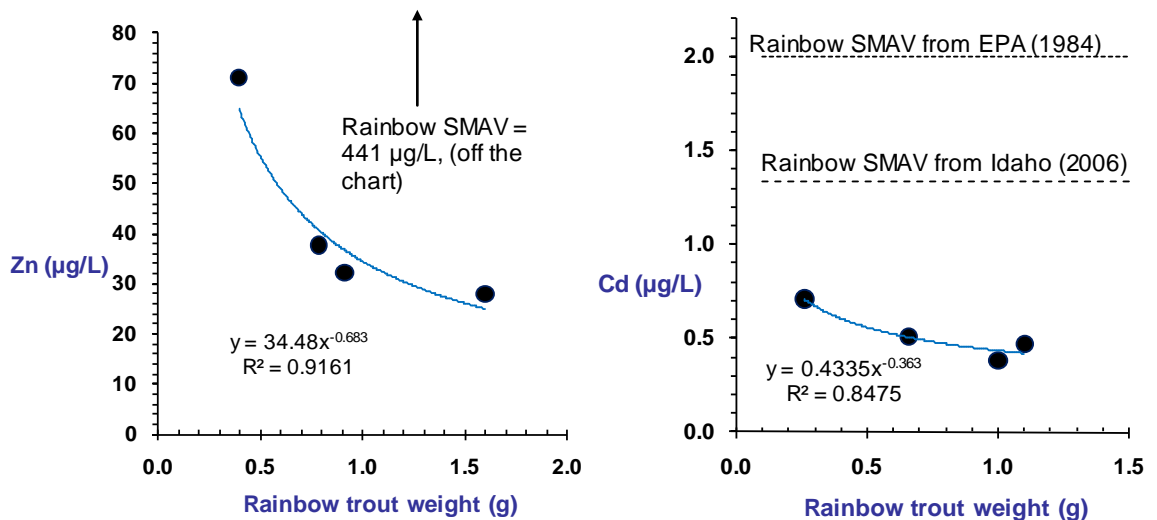 80
70
60
50
40
30
20
10
0
Zn (µg/L)
Rainbow SMAV =
441 µg/L, (off the
chart)
y = 34.48x^-0.683
R² = 0.9161
0.0 0.5 1.0 1.5 2.0
Rainbow trout weight (g)
Rainbow SMAV from EPA (1984)
2.0
1.5
Rainbow SMAV from Idaho (2006)
1.0
Cd (µg/L)
0.5
y = 0.4335x^-0.363
R² = 0.8475
0.0
0.0 0.5 1.0 1.5
Rainbow trout weight (g)